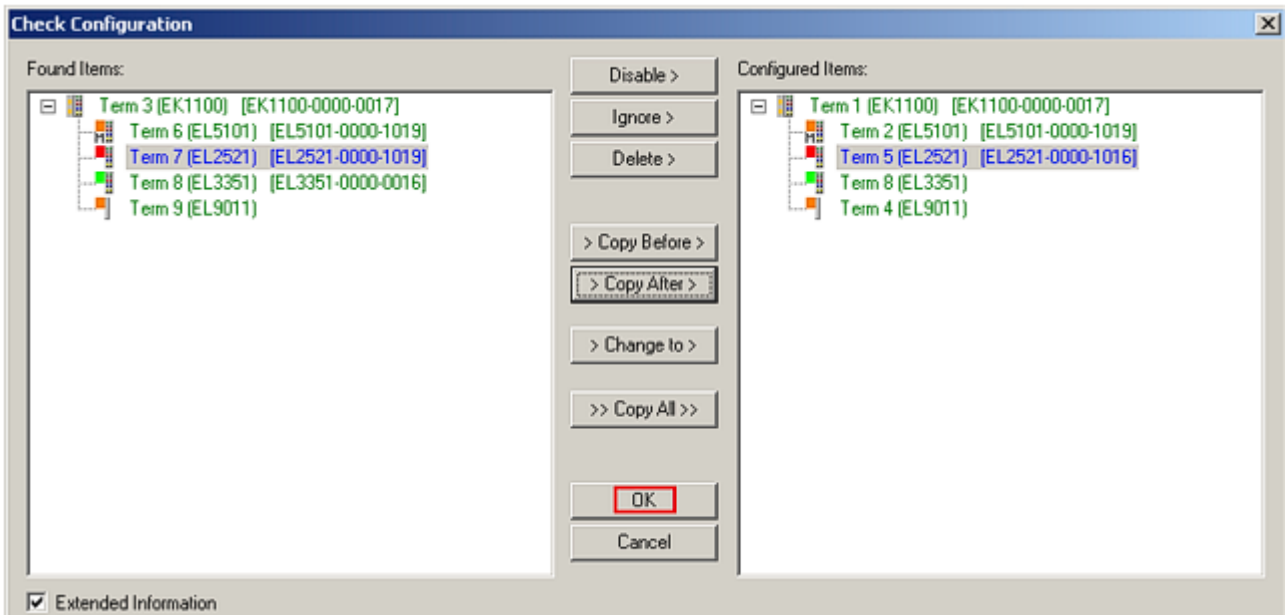 Check Configuration
Found Items:
Term 3 (EK1100) [EK1100-0000-0017]
Term 6 (EL5101) [EL5101-0000-1019]
Term 7 (EL2521) [EL2521-0000-1019]
Term 8 (EL3351) [EL3351-0000-0016]
Term 9 (EL9011)
Disable >
Ignore >
Delete >
> Copy Before >
> Copy After >
> Change to >
>> Copy All >>
OK
Cancel
Configured Items:
Term 1 (EK1100) [EK1100-0000-0017]
Term 2 (EL5101) [EL5101-0000-1019]
Term 5 (EL2521) [EL2521-0000-1016]
Term 8 (EL3351)
Term 4 (EL9011)
Extended Information